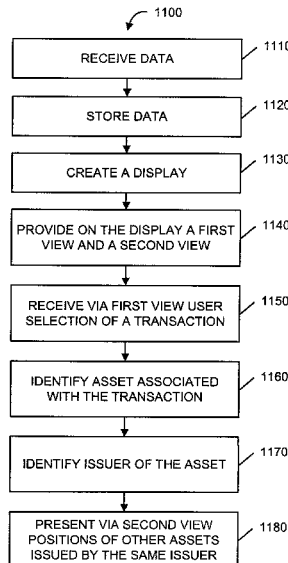 1100
RECEIVE DATA
1110
STORE DATA
1120
CREATE A DISPLAY
1130
PROVIDE ON THE DISPLAY A FIRST
VIEW AND A SECOND VIEW
1140
RECEIVE VIA FIRST VIEW USER
SELECTION OF A TRANSACTION
1150
IDENTIFY ASSET ASSOCIATED
WITH THE TRANSACTION
1160
IDENTIFY ISSUER OF THE ASSET
1170
PRESENT VIA SECOND VIEW
POSITIONS OF OTHER ASSETS
ISSUED BY THE SAME ISSUER
1180